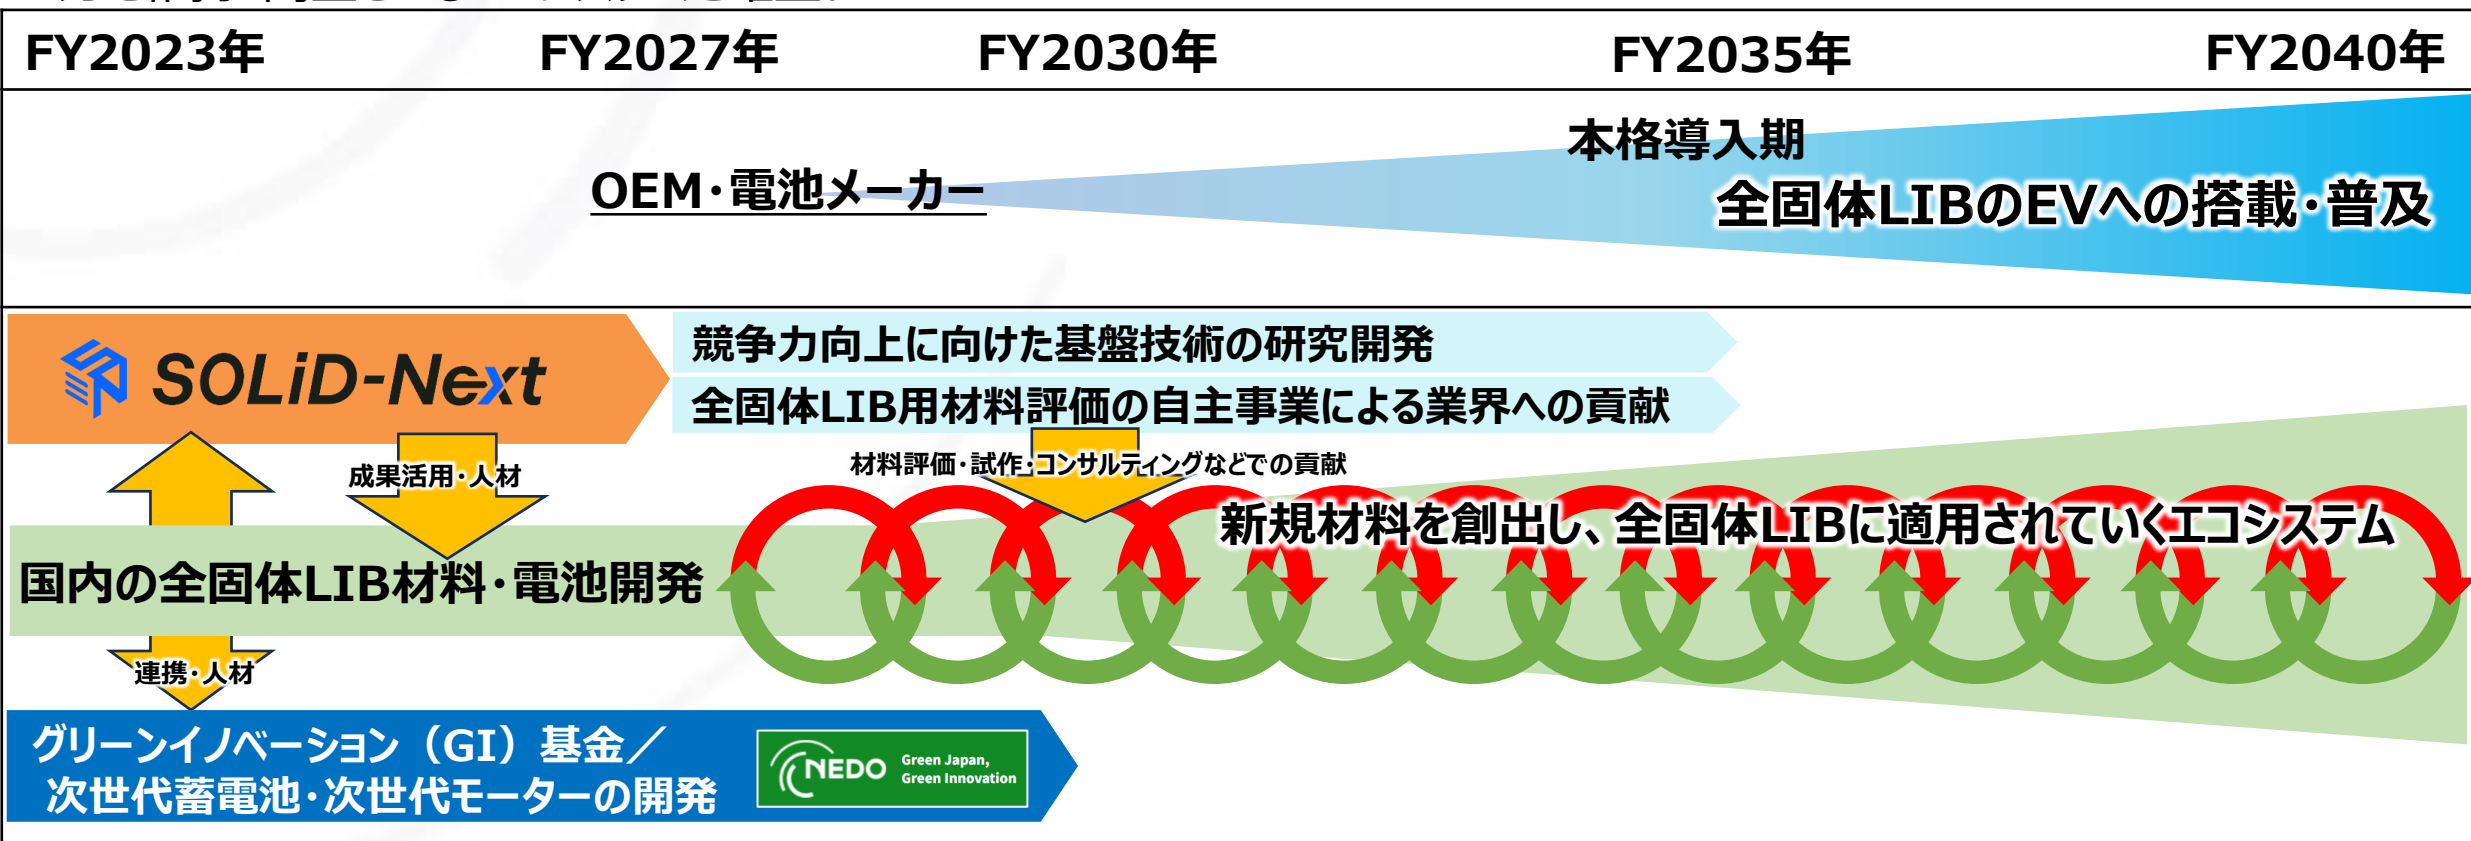 FY2023年
FY2027年
FY2030年
FY2035年
FY2040年
本格導入期
OEM・電池メーカー
全固体LIBのEVへの搭載・普及
SOLiD-Next
競争力向上に向けた基盤技術の研究開発
全固体LIB用材料評価の自主事業による業界への貢献
成果活用・人材
材料評価・試作・コンサルティングなどでの貢献
新規材料を創出し、全固体LIBに適用されていくエコシステム
国内の全固体LIB材料・電池開発
連携・人材
グリーンイノベーション（GI）基金／
次世代蓄電池・次世代モーターの開発
NEDO
Green Japan,
Green Innovation